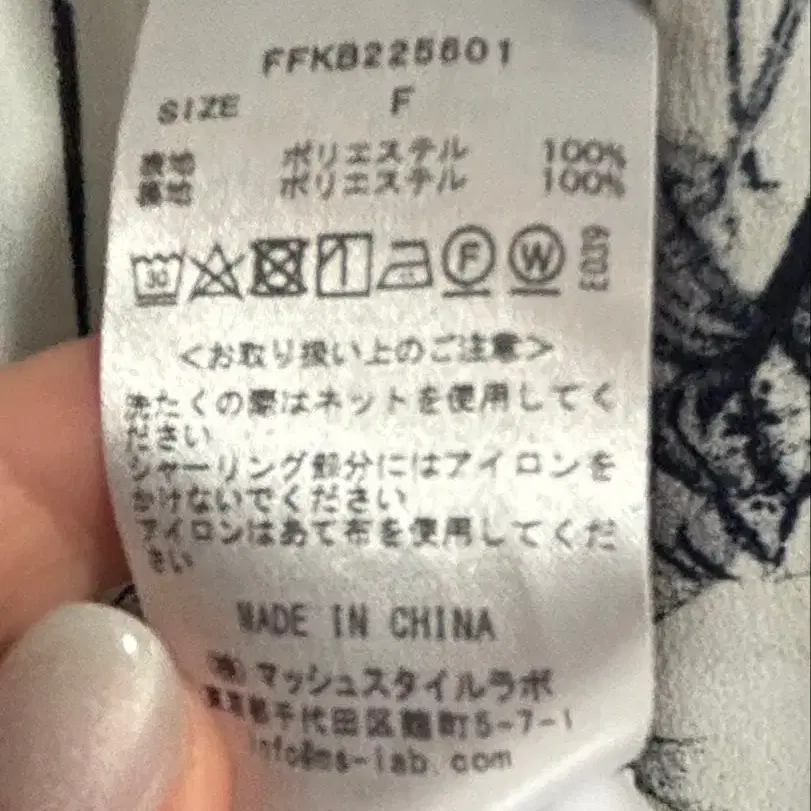 FFKB225601
SIZE F
表地 ポリエステル 100%
裏地 ポリエステル 100%
30 F W
<お取り扱い上のご注意>
洗たくの際はネットを使用してく
ださい
シャーリング部分にはアイロンを
かけないでください
アイロンはあて布を使用してくだ
さい
MADE IN CHINA
(株)マッシュスタイルラボ
東京都千代田区麹町5-7-1
info@ms-lab.com